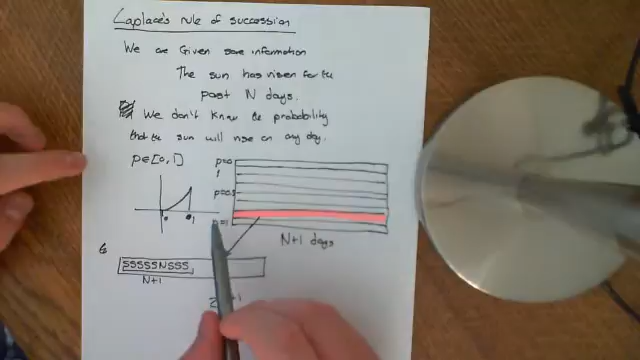 Laplace's rule of succession
We are Given some information
The sun has risen for the
past N days.
We don't know the probability
that the sun will rise on any day.
p∈[0,1]
p=0
p=0.5
p=1
0 1
N+1 days
SSSSSNSSS
N+1